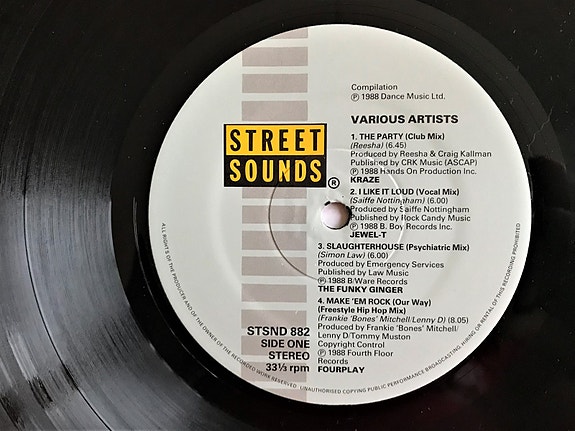 Compilation
℗ 1988 Dance Music Ltd.
VARIOUS ARTISTS
STREET
SOUNDS
®
1. THE PARTY (Club Mix)
(Reesha) (6.45)
Produced by Reesha & Craig Kallman
Published by CRK Music (ASCAP)
℗ 1988 Hands On Production Inc.
KRAZE
2. I LIKE IT LOUD (Vocal Mix)
(Saiffe Nottingham) (6.00)
Produced by Saiffe Nottingham
Published by Rock Candy Music
℗ 1988 B. Boy Records Inc.
JEWEL-T
3. SLAUGHTERHOUSE (Psychiatric Mix)
(Simon Law) (6.00)
Produced by Emergency Services
Published by Law Music
℗ 1988 B/Ware Records
THE FUNKY GINGER
4. MAKE 'EM ROCK (Our Way)
(Freestyle Hip Hop Mix)
(Frankie 'Bones' Mitchell/Lenny D) (8.05)
Produced by Frankie 'Bones' Mitchell/
Lenny D/Tommy Muston
Copyright Control
℗ 1988 Fourth Floor
Records
FOURPLAY
STSND 882
SIDE ONE
STEREO
33⅓ rpm
ALL RIGHTS OF THE PRODUCER AND OF THE OWNER OF THE RECORDED WORK RESERVED. UNAUTHORISED COPYING PUBLIC PERFORMANCE BROADCASTING HIRING OR RENTAL OF THIS RECORDING PROHIBITED